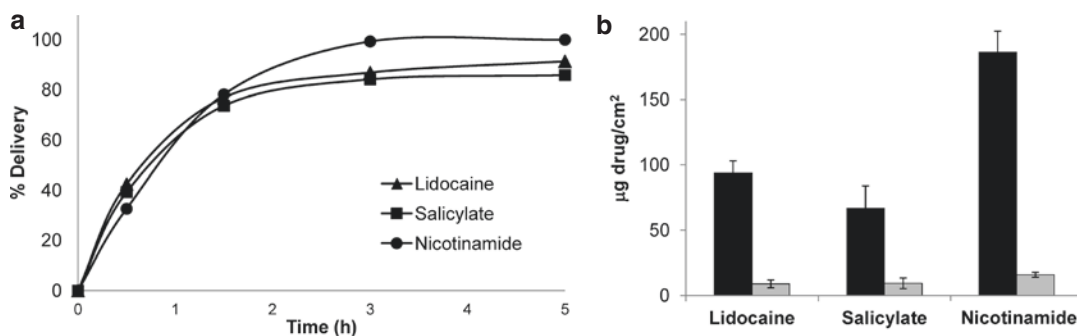 a
100
80
60
40
20
0
% Delivery
Lidocaine
Salicylate
Nicotinamide
0 1 2 3 4 5
Time (h)
b
200
150
100
50
0
µg drug/cm²
Lidocaine Salicylate Nicotinamide